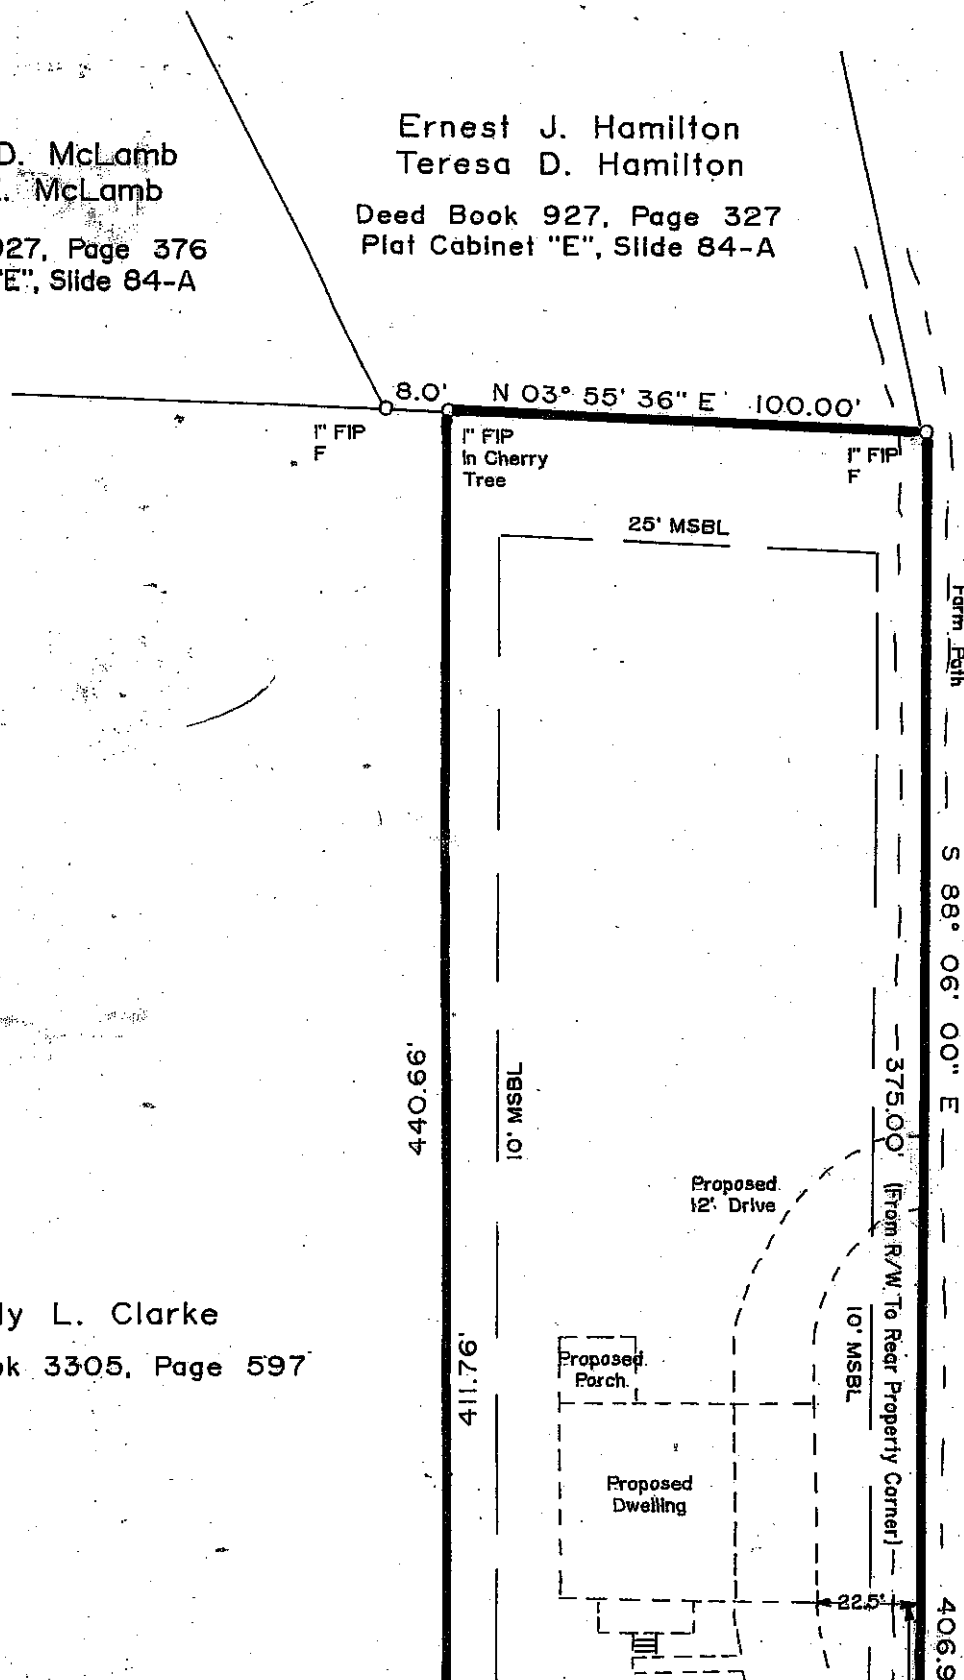 Ernest J. Hamilton
Teresa D. Hamilton
Deed Book 927, Page 327
Plat Cabinet "E", Slide 84-A
D. McLamb
McLamb
927, Page 376
"E", Slide 84-A
8.0'
N 03° 55' 36" E
100.00'
1" FIP
F
1" FIP
In Cherry
Tree
1" FIP
F
25' MSBL
Farm Path
S 88° 06' 00" E
440.66'
10' MSBL
375.00' (From R/W To Rear Property Corner)
Proposed
12' Drive
10' MSBL
L. Clarke
3305, Page 597
411.76'
Proposed
Porch
Proposed
Dwelling
22.5'
406.9